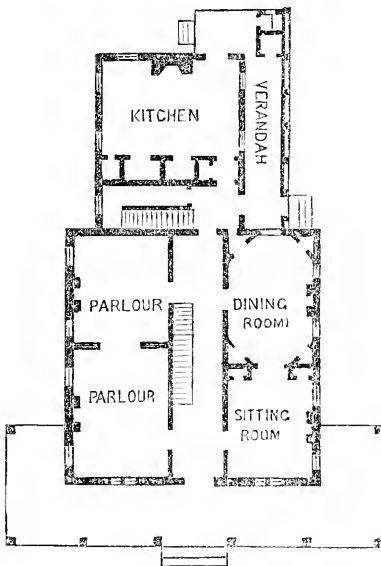 KITCHEN
VERANDAH
PARLOUR
DINING
ROOM
PARLOUR
SITTING
ROOM